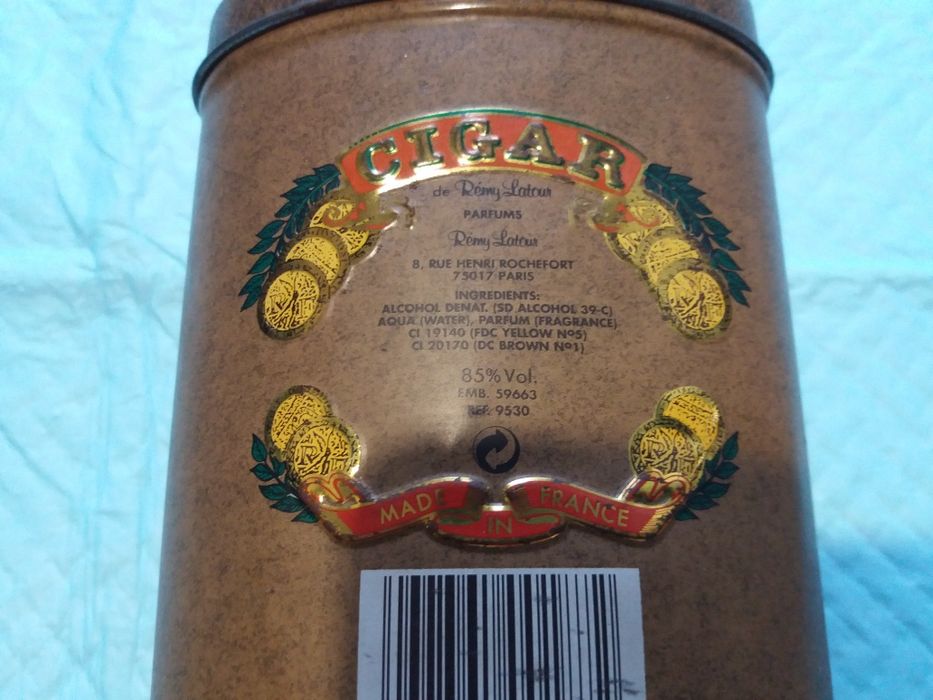 CIGAR
de Rémy Latour
PARFUMS
Rémy Latour
8, RUE HENRI ROCHEFORT
75017 PARIS
INGREDIENTS:
ALCOHOL DENAT. (SD ALCOHOL 39-C)
AQUA (WATER), PARFUM (FRAGRANCE)
CI 19140 (FDC YELLOW Nº5)
CI 20170 (DC BROWN Nº1)
85% Vol.
EMB. 59663
REF. 9530
MADE IN FRANCE